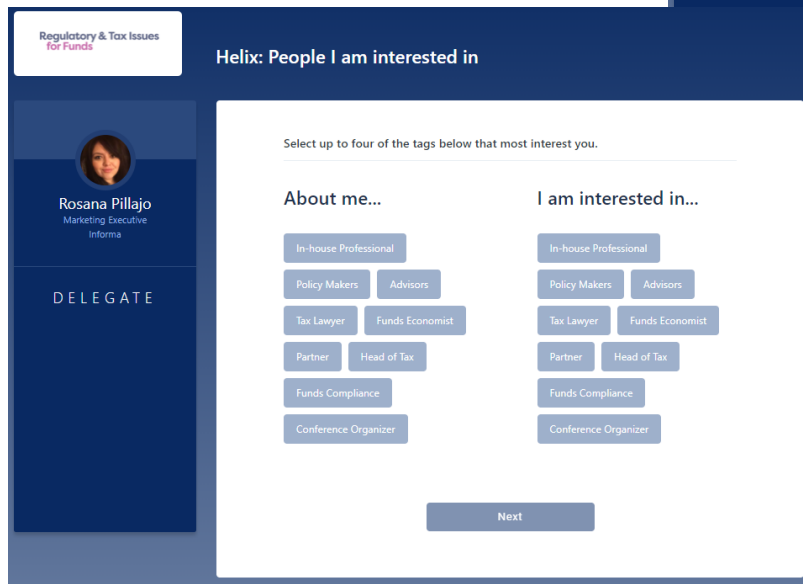 Regulatory & Tax Issues
for Funds
Helix: People I am interested in
Rosana Pillajo
Marketing Executive
Informa
DELEGATE
Select up to four of the tags below that most interest you.
About me...
In-house Professional
Policy Makers Advisors
Tax Lawyer Funds Economist
Partner Head of Tax
Funds Compliance
Conference Organizer
I am interested in...
In-house Professional
Policy Makers Advisors
Tax Lawyer Funds Economist
Partner Head of Tax
Funds Compliance
Conference Organizer
Next